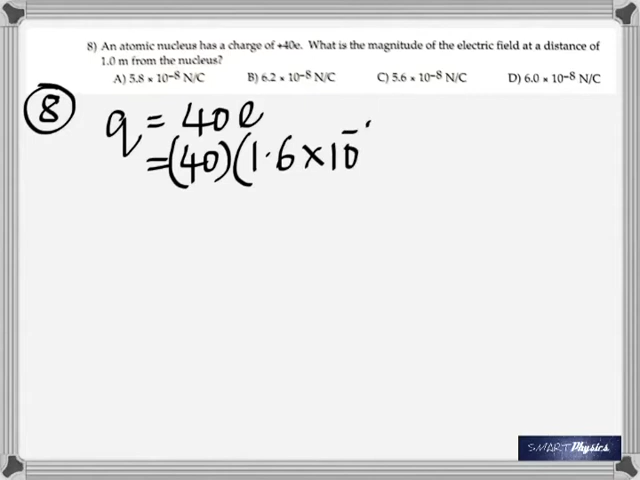 8) An atomic nucleus has a charge of +40e. What is the magnitude of the electric field at a distance of
1.0 m from the nucleus?
A) 5.8 × 10⁻⁸ N/C B) 6.2 × 10⁻⁸ N/C C) 5.6 × 10⁻⁸ N/C D) 6.0 × 10⁻⁸ N/C
8 q = 40e
= (40)(1.6 × 10⁻
SMART Physics